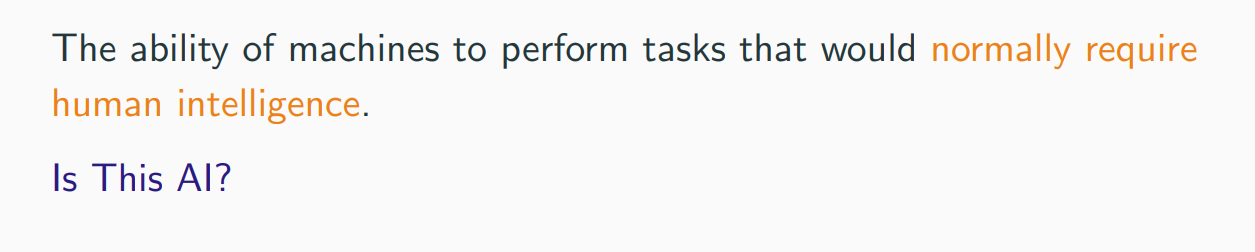 The ability of machines to perform tasks that would normally require
human intelligence.
Is This AI?